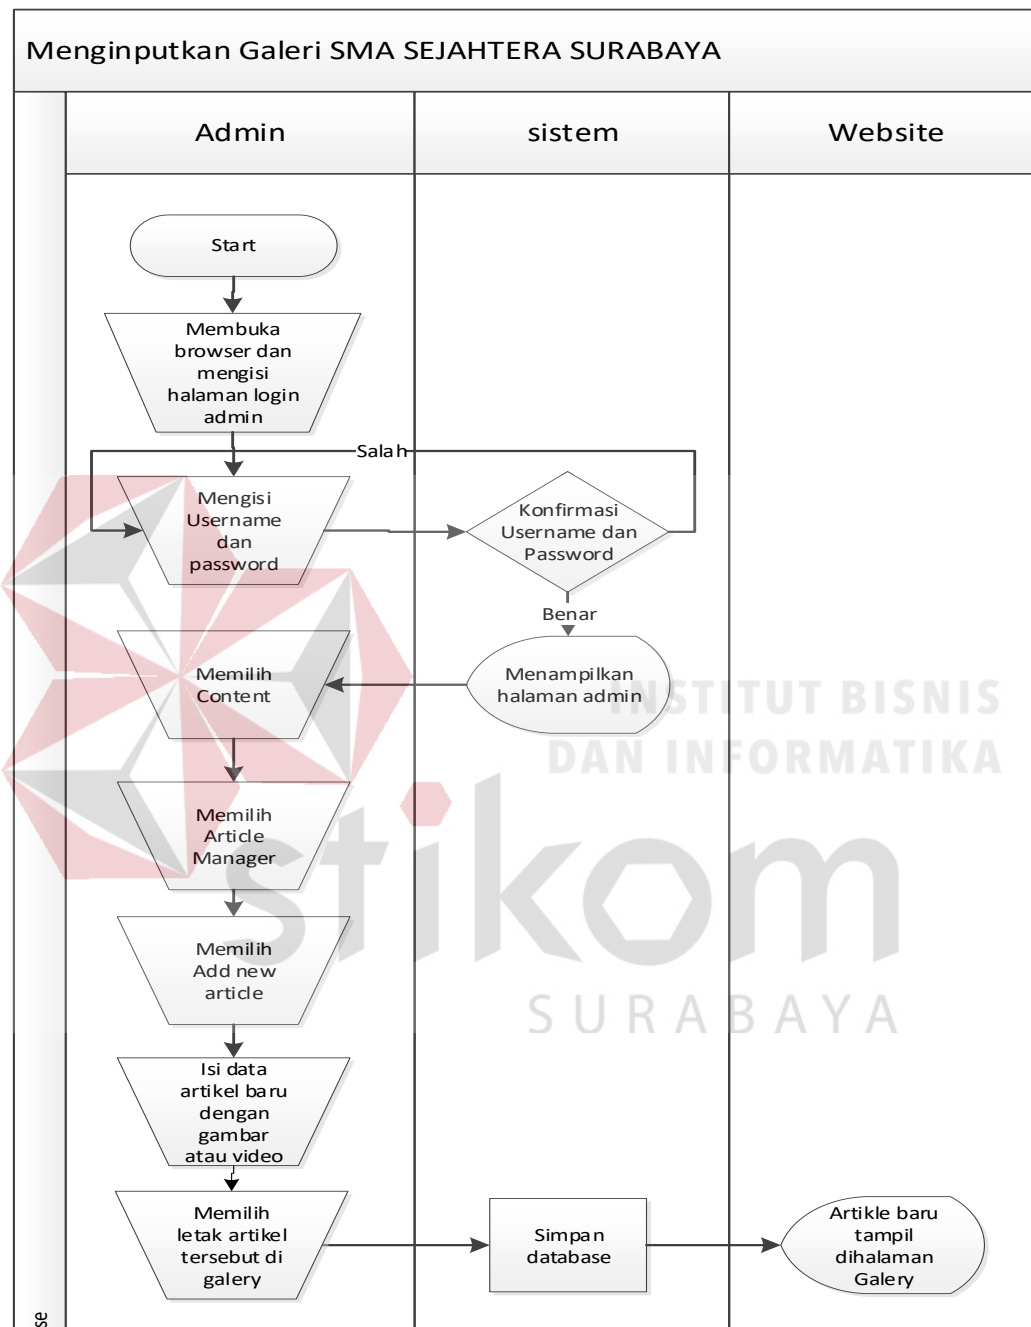 Menginputkan Galeri SMA SEJAHTERA SURABAYA
Admin
sistem
Website
Start
Membuka
browser dan
mengisi
halaman login
admin
Salah
Mengisi
Username
dan
password
Konfirmasi
Username dan
Password
Benar
Menampilkan
halaman admin
Memilih
Content
Memilih
Article
Manager
Memilih
Add new
article
Isi data
artikel baru
dengan
gambar
atau video
Memilih
letak artikel
tersebut di
galery
Simpan
database
Artikle baru
tampil
dihalaman
Galery
INSTITUT BISNIS
DAN INFORMATIKA
stikom
SURABAYA
se